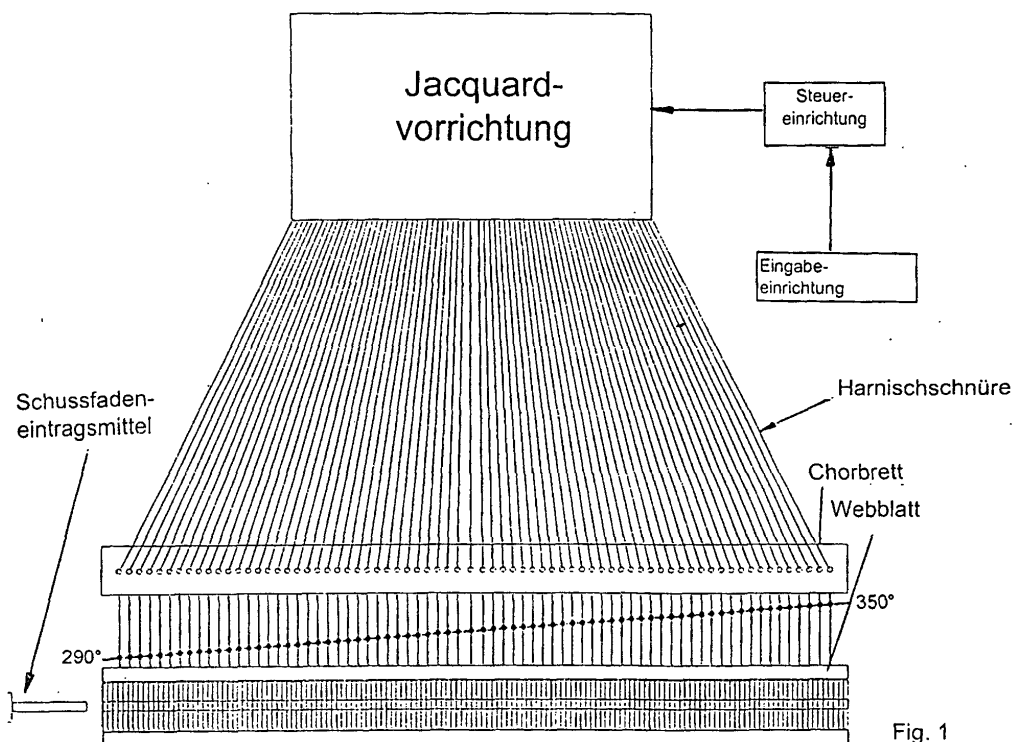 Jacquard-
vorrichtung
Steuer-
einrichtung
Eingabe-
einrichtung
Schussfaden-
eintragsmittel
Harnischschnüre
Chorbrett
Webblatt
350°
290°
Fig. 1